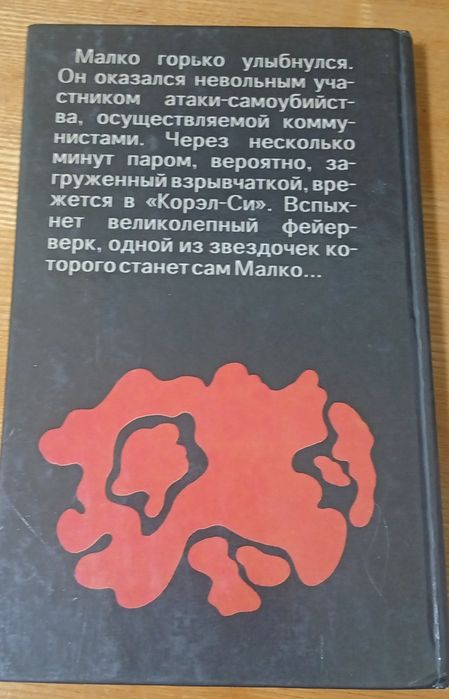 Малко горько улыбнулся.
Он оказался невольным уча-
стником атаки-самоубийст-
ва, осуществляемой комму-
нистами. Через несколько
минут паром, вероятно, за-
груженный взрывчаткой, вре-
жется в «Корэл-Си». Вспых-
нет великолепный фейер-
верк, одной из звездочек ко-
торого станет сам Малко...